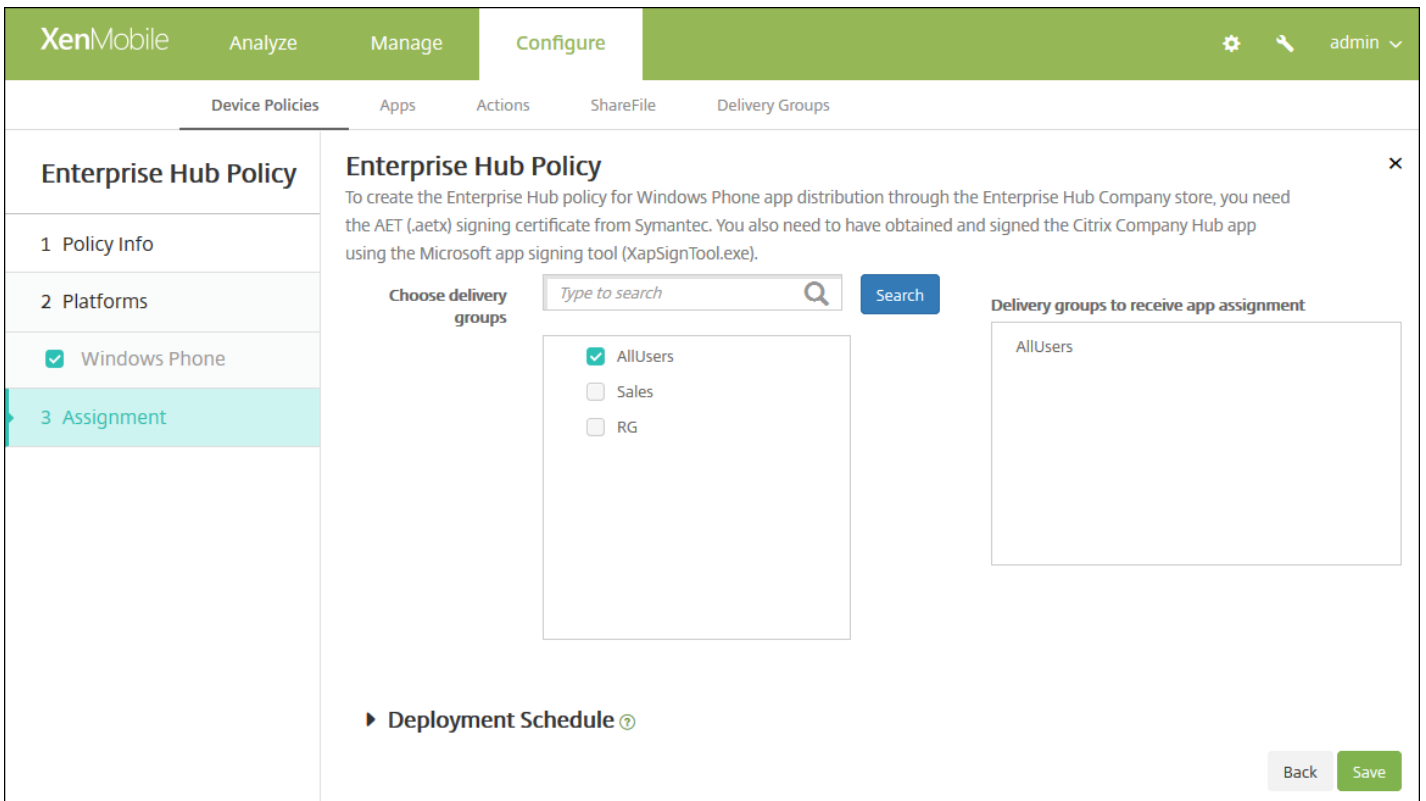 XenMobile Analyze Manage Configure admin
Device Policies Apps Actions ShareFile Delivery Groups
Enterprise Hub Policy
1 Policy Info
2 Platforms
Windows Phone
3 Assignment
Enterprise Hub Policy
To create the Enterprise Hub policy for Windows Phone app distribution through the Enterprise Hub Company store, you need
the AET (.aetx) signing certificate from Symantec. You also need to have obtained and signed the Citrix Company Hub app
using the Microsoft app signing tool (XapSignTool.exe).
Choose delivery
groups
Type to search
Search
AllUsers
Sales
RG
Delivery groups to receive app assignment
AllUsers
Deployment Schedule ?
Back Save